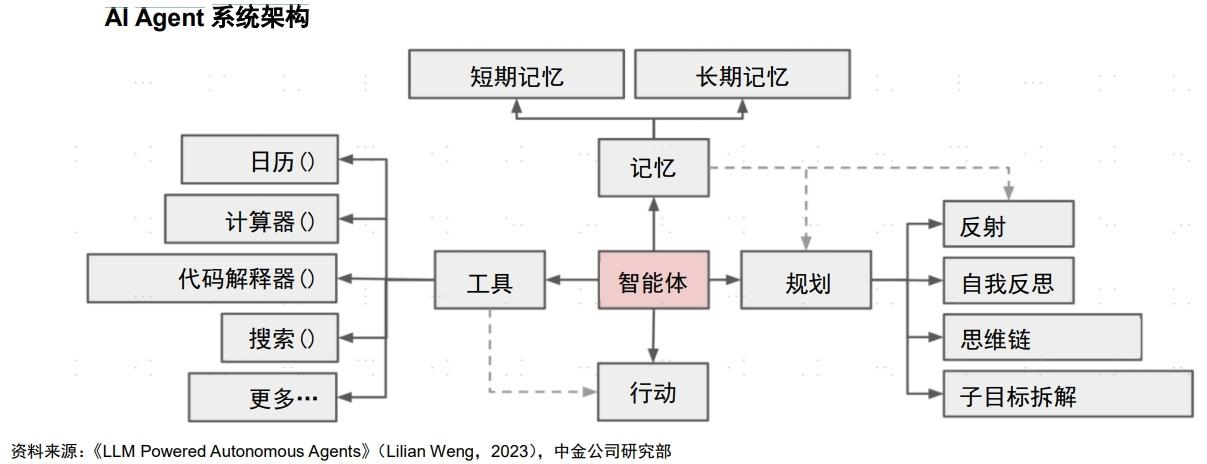 AI Agent 系统架构
短期记忆
长期记忆
日历()
记忆
计算器()
反射
代码解释器()
工具
智能体
规划
自我反思
搜索()
思维链
更多…
行动
子目标拆解
资料来源：《LLM Powered Autonomous Agents》（Lilian Weng，2023），中金公司研究部